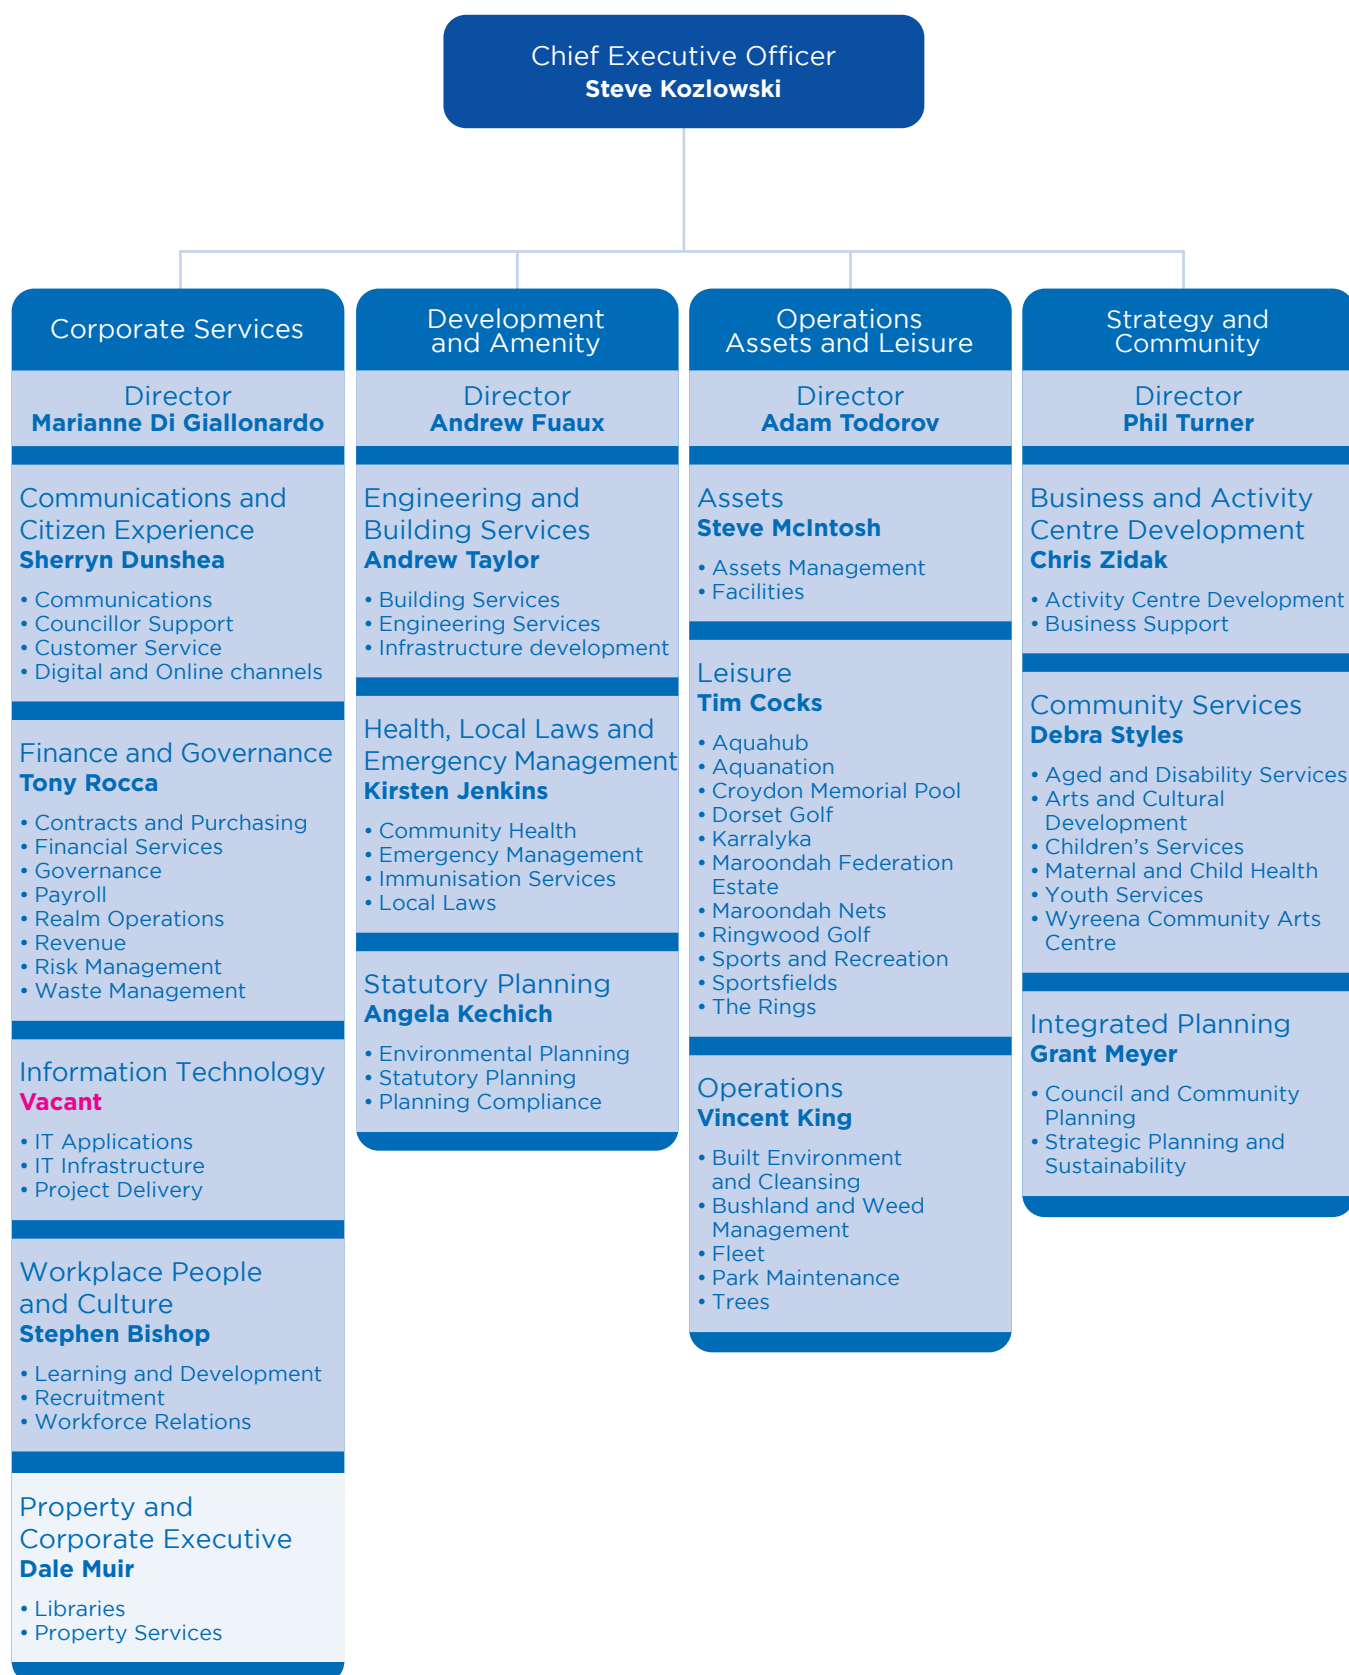 Chief Executive Officer
Steve Kozlowski
Corporate Services
Director
Marianne Di Giallonardo
Communications and
Citizen Experience
Sherryn Dunshea
• Communications
• Councillor Support
• Customer Service
• Digital and Online channels
Finance and Governance
Tony Rocca
• Contracts and Purchasing
• Financial Services
• Governance
• Payroll
• Realm Operations
• Revenue
• Risk Management
• Waste Management
Information Technology
Vacant
• IT Applications
• IT Infrastructure
• Project Delivery
Workplace People
and Culture
Stephen Bishop
• Learning and Development
• Recruitment
• Workforce Relations
Property and
Corporate Executive
Dale Muir
• Libraries
• Property Services
Development
and Amenity
Director
Andrew Fuaux
Engineering and
Building Services
Andrew Taylor
• Building Services
• Engineering Services
• Infrastructure development
Health, Local Laws and
Emergency Management
Kirsten Jenkins
• Community Health
• Emergency Management
• Immunisation Services
• Local Laws
Statutory Planning
Angela Kechich
• Environmental Planning
• Statutory Planning
• Planning Compliance
Operations
Assets and Leisure
Director
Adam Todorov
Assets
Steve McIntosh
• Assets Management
• Facilities
Leisure
Tim Cocks
• Aquahub
• Aquanation
• Croydon Memorial Pool
• Dorset Golf
• Karralyka
• Maroondah Federation
Estate
• Maroondah Nets
• Ringwood Golf
• Sports and Recreation
• Sportsfields
• The Rings
Operations
Vincent King
• Built Environment
and Cleansing
• Bushland and Weed
Management
• Fleet
• Park Maintenance
• Trees
Strategy and
Community
Director
Phil Turner
Business and Activity
Centre Development
Chris Zidak
• Activity Centre Development
• Business Support
Community Services
Debra Styles
• Aged and Disability Services
• Arts and Cultural
Development
• Children’s Services
• Maternal and Child Health
• Youth Services
• Wyreena Community Arts
Centre
Integrated Planning
Grant Meyer
• Council and Community
Planning
• Strategic Planning and
Sustainability